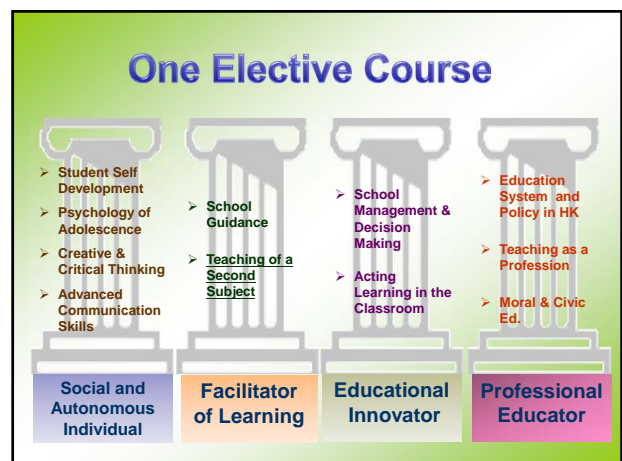 One Elective Course
➢ Student Self
Development
➢ Psychology of
Adolescence
➢ Creative &
Critical Thinking
➢ Advanced
Communication
Skills
➢ School
Guidance
➢ Teaching of a
Second
Subject
➢ School
Management &
Decision
Making
➢ Acting
Learning in the
Classroom
➢ Education
System and
Policy in HK
➢ Teaching as a
Profession
➢ Moral & Civic
Ed.
Social and
Autonomous
Individual
Facilitator
of Learning
Educational
Innovator
Professional
Educator